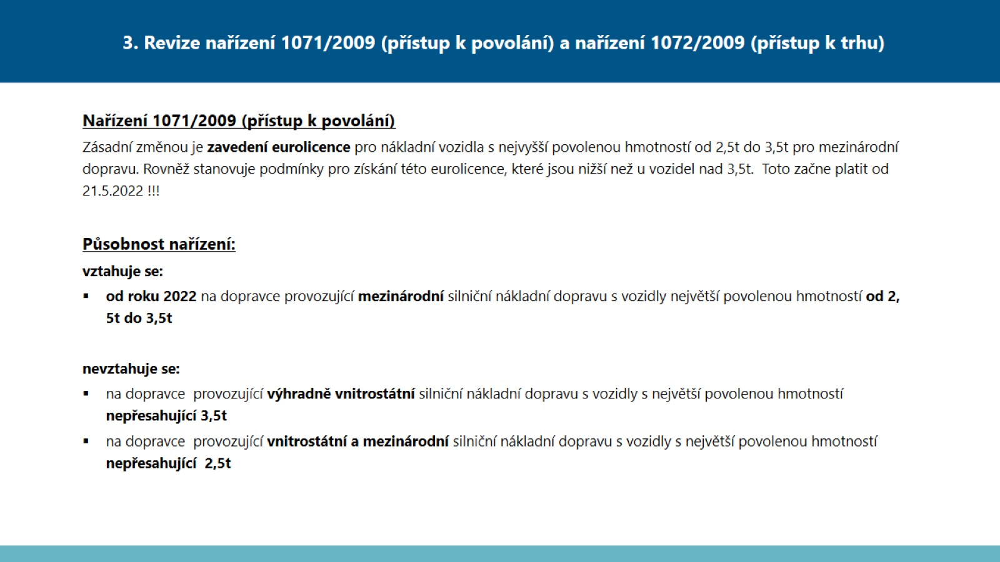 3. Revize nařízení 1071/2009 (přístup k povolání) a nařízení 1072/2009 (přístup k trhu)
Nařízení 1071/2009 (přístup k povolání)
Zásadní změnou je zavedení eurolicence pro nákladní vozidla s nejvyšší povolenou hmotností od 2,5t do 3,5t pro mezinárodní
dopravu. Rovněž stanovuje podmínky pro získání této eurolicence, které jsou nižší než u vozidel nad 3,5t.  Toto začne platit od
21.5.2022 !!!
Působnost nařízení:
vztahuje se:
▪ od roku 2022 na dopravce provozující mezinárodní silniční nákladní dopravu s vozidly největší povolenou hmotností od 2,
5t do 3,5t
nevztahuje se:
▪ na dopravce  provozující výhradně vnitrostátní silniční nákladní dopravu s vozidly s největší povolenou hmotností
nepřesahující 3,5t
▪ na dopravce  provozující vnitrostátní a mezinárodní silniční nákladní dopravu s vozidly s největší povolenou hmotností
nepřesahující  2,5t